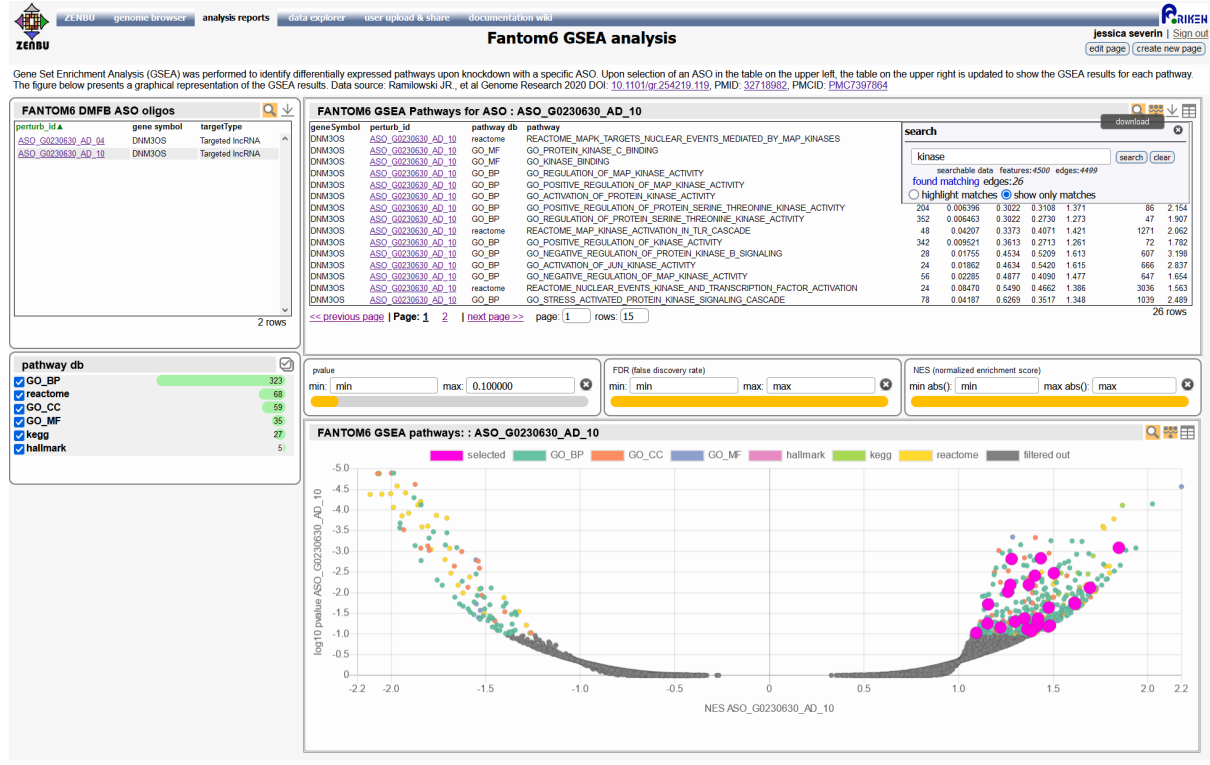 ZENBU genome browser analysis reports data explorer user upload & share documentation wiki
RIKEN
ZENBU
Fantom6 GSEA analysis
jessica severin | Sign out
edit page create new page
Gene Set Enrichment Analysis (GSEA) was performed to identify differentially expressed pathways upon knockdown with a specific ASO. Upon selection of an ASO in the table on the upper left, the table on the upper right is updated to show the GSEA results for each pathway.
The figure below presents a graphical representation of the GSEA results. Data source: Ramilowski JR., et al Genome Research 2020 DOI: 10.1101/gr.254219.119, PMID: 32718982, PMCID: PMC7397864
FANTOM6 DMFB ASO oligos
perturb_id▲ gene symbol targetType
ASO_G0230630_AD_04 DNM3OS Targeted lncRNA
ASO_G0230630_AD_10 DNM3OS Targeted lncRNA
2 rows
FANTOM6 GSEA Pathways for ASO : ASO_G0230630_AD_10
download
geneSymbol perturb_id pathway db pathway
DNM3OS ASO_G0230630_AD_10 reactome REACTOME_MAPK_TARGETS_NUCLEAR_EVENTS_MEDIATED_BY_MAP_KINASES
DNM3OS ASO_G0230630_AD_10 GO_MF GO_PROTEIN_KINASE_C_BINDING
DNM3OS ASO_G0230630_AD_10 GO_MF GO_KINASE_BINDING
DNM3OS ASO_G0230630_AD_10 GO_BP GO_REGULATION_OF_MAP_KINASE_ACTIVITY
DNM3OS ASO_G0230630_AD_10 GO_BP GO_POSITIVE_REGULATION_OF_MAP_KINASE_ACTIVITY
DNM3OS ASO_G0230630_AD_10 GO_BP GO_ACTIVATION_OF_PROTEIN_KINASE_ACTIVITY
DNM3OS ASO_G0230630_AD_10 GO_BP GO_POSITIVE_REGULATION_OF_PROTEIN_SERINE_THREONINE_KINASE_ACTIVITY 204 0.006396 0.3022 0.3108 1.371 86 2.154
DNM3OS ASO_G0230630_AD_10 GO_BP GO_REGULATION_OF_PROTEIN_SERINE_THREONINE_KINASE_ACTIVITY 352 0.006463 0.3022 0.2730 1.273 47 1.907
DNM3OS ASO_G0230630_AD_10 reactome REACTOME_MAP_KINASE_ACTIVATION_IN_TLR_CASCADE 48 0.04207 0.3373 0.4071 1.421 1271 2.062
DNM3OS ASO_G0230630_AD_10 GO_BP GO_POSITIVE_REGULATION_OF_KINASE_ACTIVITY 342 0.009521 0.3613 0.2713 1.261 72 1.782
DNM3OS ASO_G0230630_AD_10 GO_BP GO_NEGATIVE_REGULATION_OF_PROTEIN_KINASE_B_SIGNALING 28 0.01755 0.4534 0.5209 1.613 607 3.198
DNM3OS ASO_G0230630_AD_10 GO_BP GO_ACTIVATION_OF_JUN_KINASE_ACTIVITY 24 0.01862 0.4634 0.5420 1.615 666 2.837
DNM3OS ASO_G0230630_AD_10 GO_BP GO_NEGATIVE_REGULATION_OF_MAP_KINASE_ACTIVITY 56 0.02285 0.4877 0.4090 1.477 647 1.654
DNM3OS ASO_G0230630_AD_10 reactome REACTOME_NUCLEAR_EVENTS_KINASE_AND_TRANSCRIPTION_FACTOR_ACTIVATION 24 0.08470 0.5490 0.4662 1.386 3036 1.563
DNM3OS ASO_G0230630_AD_10 GO_BP GO_STRESS_ACTIVATED_PROTEIN_KINASE_SIGNALING_CASCADE 78 0.04187 0.6269 0.3517 1.348 1039 2.489
search
kinase search clear
searchable data features:4500 edges:4499
found matching edges:26
highlight matches show only matches
<< previous page | Page: 1 2 | next page >> page: 1 rows: 15
26 rows
pathway db
GO_BP 323
reactome 68
GO_CC 59
GO_MF 35
kegg 27
hallmark 5
pvalue
min: min max: 0.100000
FDR (false discovery rate)
min: min max: max
NES (normalized enrichment score)
min abs(): min max abs(): max
FANTOM6 GSEA pathways: : ASO_G0230630_AD_10
selected GO_BP GO_CC GO_MF hallmark kegg reactome filtered out
log10 pvalue ASO_G0230630_AD_10
-5.0
-4.5
-4.0
-3.5
-3.0
-2.5
-2.0
-1.5
-1.0
-0.5
0
-2.2 -2.0 -1.5 -1.0 -0.5 0 0.5 1.0 1.5 2.0 2.2
NES ASO_G0230630_AD_10